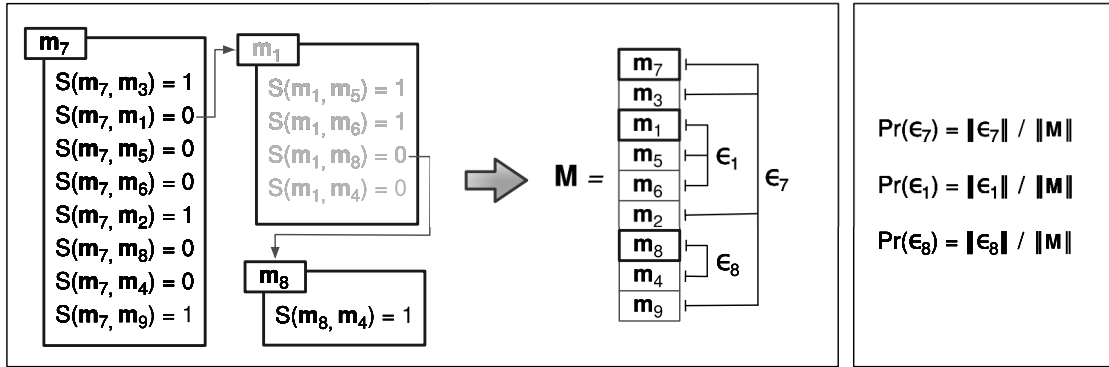 m7
S(m7, m3) = 1
S(m7, m1) = 0
S(m7, m5) = 0
S(m7, m6) = 0
S(m7, m2) = 1
S(m7, m8) = 0
S(m7, m4) = 0
S(m7, m9) = 1
m1
S(m1, m5) = 1
S(m1, m6) = 1
S(m1, m8) = 0
S(m1, m4) = 0
m8
S(m8, m4) = 1
M =
m7
m3
m1
m5
m6
m2
m8
m4
m9
ϵ1
ϵ8
ϵ7
Pr(ϵ7) = ‖ϵ7‖ / ‖M‖
Pr(ϵ1) = ‖ϵ1‖ / ‖M‖
Pr(ϵ8) = ‖ϵ8‖ / ‖M‖